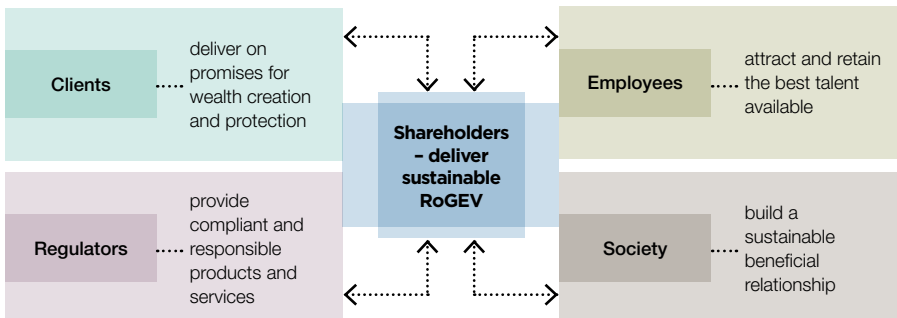 Clients
deliver on
promises for
wealth creation
and protection
Employees
attract and retain
the best talent
available
Shareholders
– deliver
sustainable
RoGEV
Regulators
provide
compliant and
responsible
products and
services
Society
build a
sustainable
beneficial
relationship